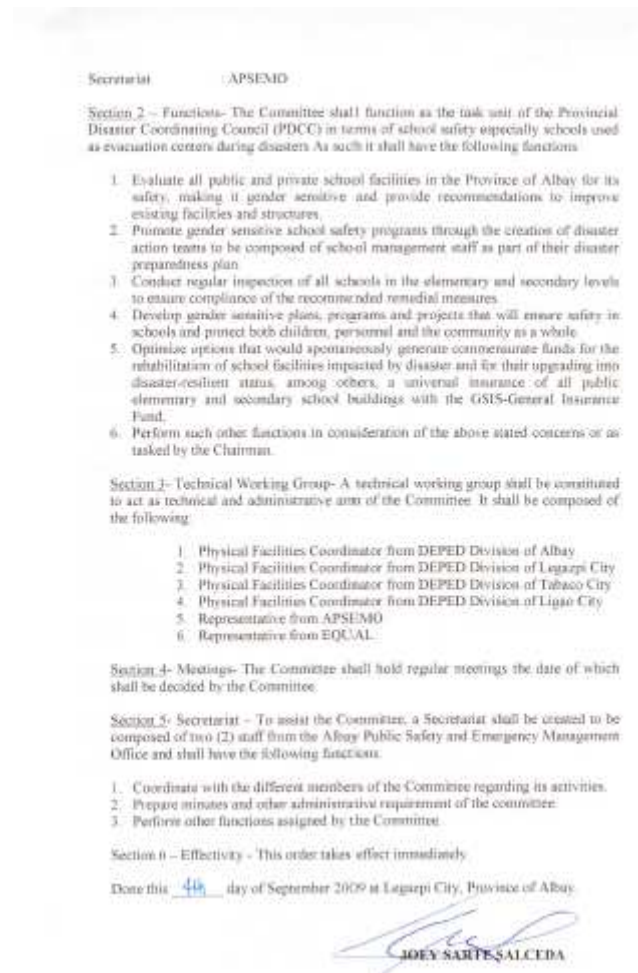 Secretariat : APSEMO
Section 2 – Functions- The Committee shall function as the task unit of the Provincial
Disaster Coordinating Council (PDCC) in terms of school safety especially schools used
as evacuation centers during disasters. As such it shall have the following functions
1. Evaluate all public and private school facilities in the Province of Albay for its
safety, making it gender sensitive and provide recommendations to improve
existing facilities and structures.
2. Promote gender sensitive school safety programs through the creation of disaster
action teams to be composed of school management staff as part of their disaster
preparedness plan
3. Conduct regular inspection of all schools in the elementary and secondary levels
to ensure compliance of the recommended remedial measures
4. Develop gender sensitive plans, programs and projects that will ensure safety in
schools and protect both children, personnel and the community as a whole
5. Optimize options that would spontaneously generate commensurate funds for the
rehabilitation of school facilities impacted by disaster and for their upgrading into
disaster-resilient status, among others, a universal insurance of all public
elementary and secondary school buildings with the GSIS-General Insurance
Fund.
6. Perform such other functions in consideration of the above stated concerns or as
tasked by the Chairman.
Section 3- Technical Working Group- A technical working group shall be constituted
to act as technical and administrative arm of the Committee. It shall be composed of
the following
1. Physical Facilities Coordinator from DEPED Division of Albay
2. Physical Facilities Coordinator from DEPED Division of Legazpi City
3. Physical Facilities Coordinator from DEPED Division of Tabaco City
4. Physical Facilities Coordinator from DEPED Division of Ligao City
5. Representative from APSEMO
6. Representative from EQUAL
Section 4- Meetings- The Committee shall hold regular meetings the date of which
shall be decided by the Committee
Section 5- Secretariat – To assist the Committee, a Secretariat shall be created to be
composed of two (2) staff from the Albay Public Safety and Emergency Management
Office and shall have the following functions:
1. Coordinate with the different members of the Committee regarding its activities.
2. Prepare minutes and other administrative requirement of the committee
3. Perform other functions assigned by the Committee
Section 6 – Effectivity - This order takes effect immediately
Done this 4th day of September 2009 at Legazpi City, Province of Albay
JOEY SARTE SALCEDA